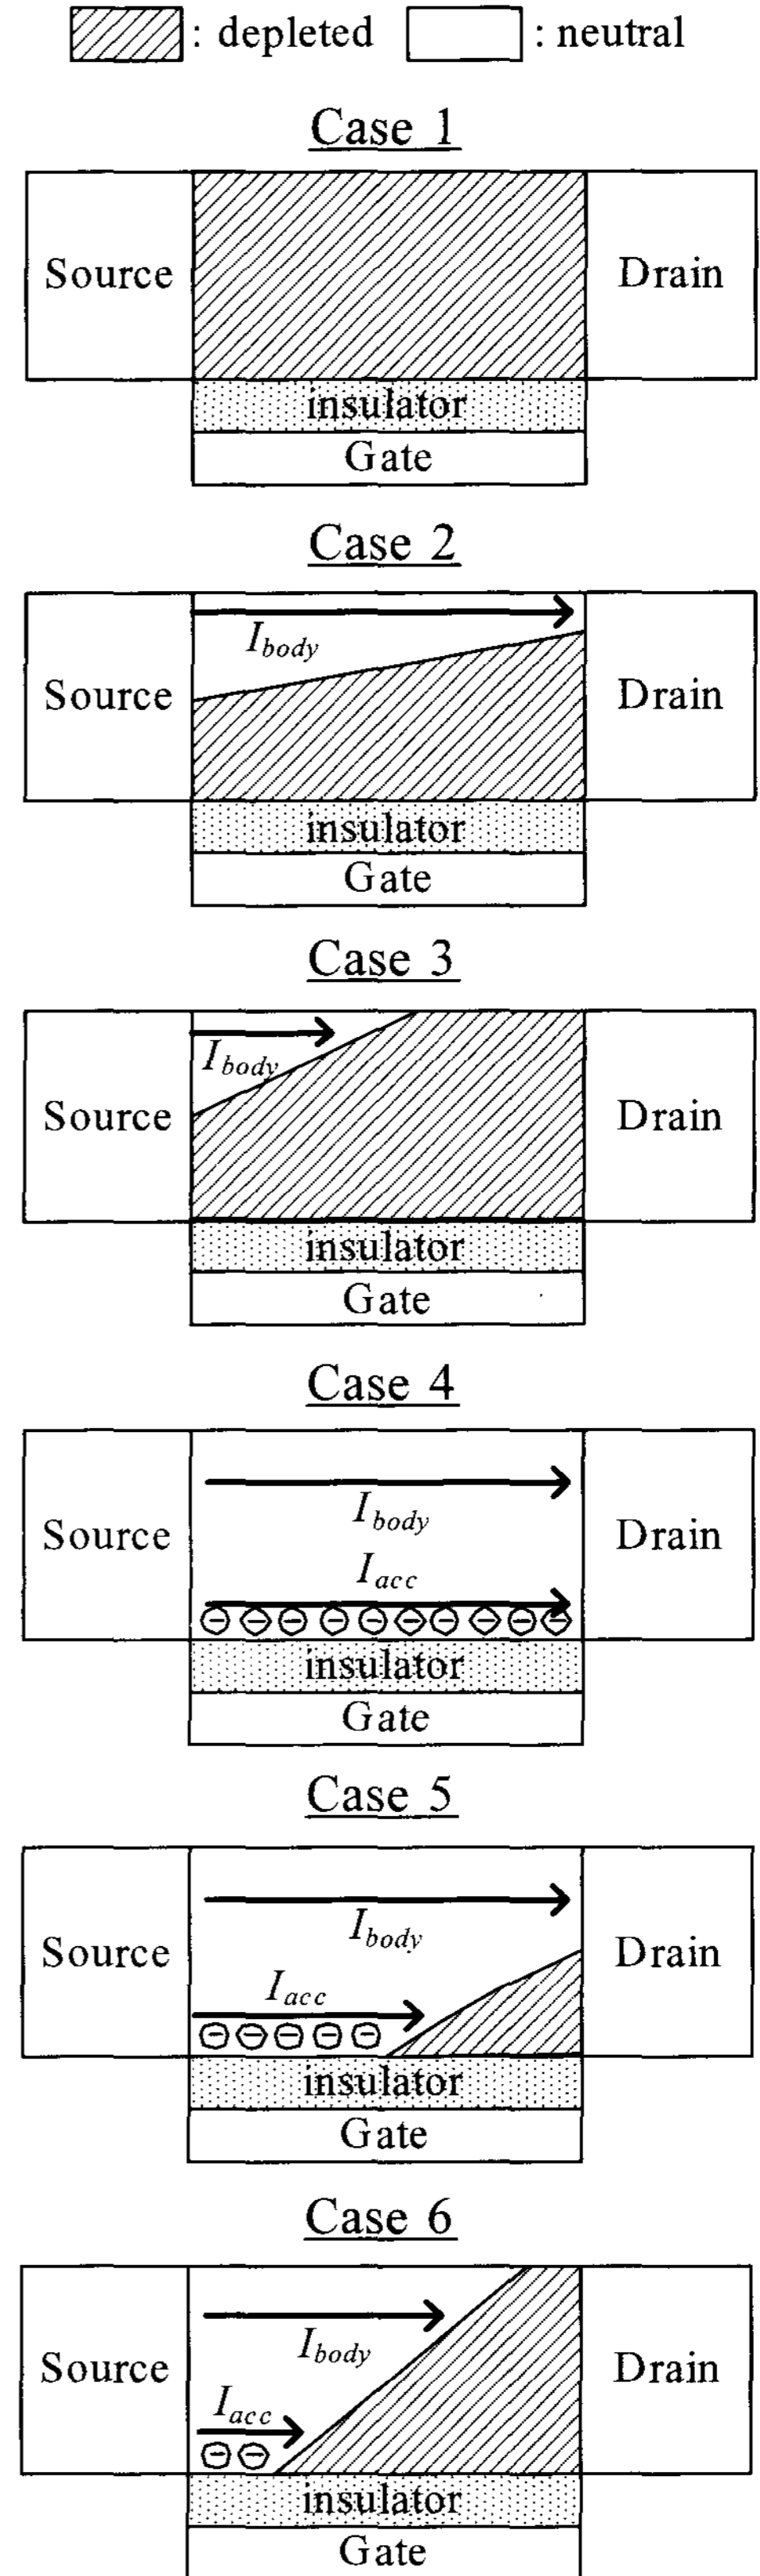 : depleted : neutral
Case 1
Source Drain
insulator
Gate
Case 2
I_body
Source Drain
insulator
Gate
Case 3
I_body
Source Drain
insulator
Gate
Case 4
I_body
Source Drain
I_acc
insulator
Gate
Case 5
I_body
Source Drain
I_acc
insulator
Gate
Case 6
I_body
Source Drain
I_acc
insulator
Gate